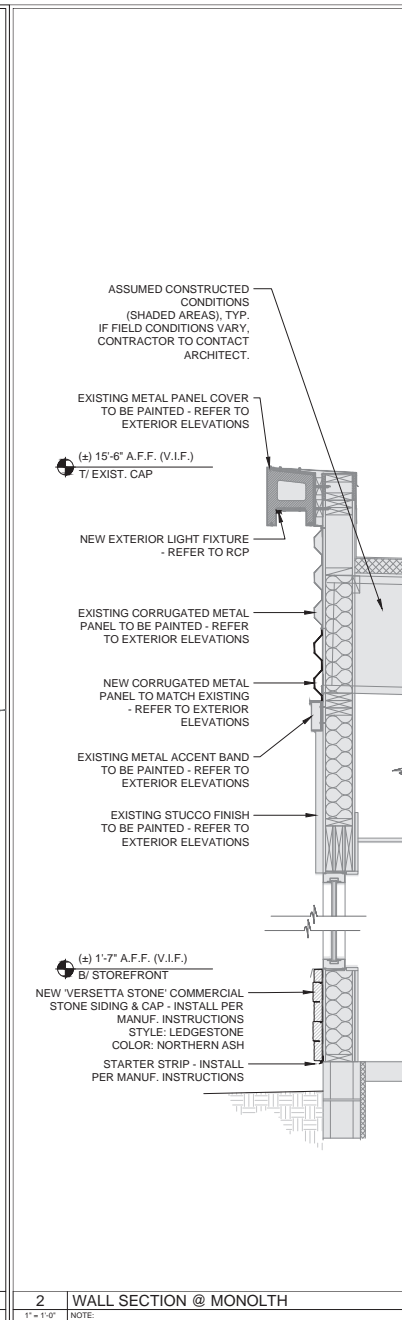 ASSUMED CONSTRUCTED
CONDITIONS
(SHADED AREAS), TYP.
IF FIELD CONDITIONS VARY,
CONTRACTOR TO CONTACT
ARCHITECT.
EXISTING METAL PANEL COVER
TO BE PAINTED - REFER TO
EXTERIOR ELEVATIONS
(±) 15'-6" A.F.F. (V.I.F.)
T/ EXIST. CAP
NEW EXTERIOR LIGHT FIXTURE
- REFER TO RCP
EXISTING CORRUGATED METAL
PANEL TO BE PAINTED - REFER
TO EXTERIOR ELEVATIONS
NEW CORRUGATED METAL
PANEL TO MATCH EXISTING
- REFER TO EXTERIOR
ELEVATIONS
EXISTING METAL ACCENT BAND
TO BE PAINTED - REFER TO
EXTERIOR ELEVATIONS
EXISTING STUCCO FINISH
TO BE PAINTED - REFER TO
EXTERIOR ELEVATIONS
(±) 1'-7" A.F.F. (V.I.F.)
B/ STOREFRONT
NEW 'VERSETTA STONE' COMMERCIAL
STONE SIDING & CAP - INSTALL PER
MANUF. INSTRUCTIONS
STYLE: LEDGESTONE
COLOR: NORTHERN ASH
STARTER STRIP - INSTALL
PER MANUF. INSTRUCTIONS
2 WALL SECTION @ MONOLTH
1" = 1'-0" NOTE: